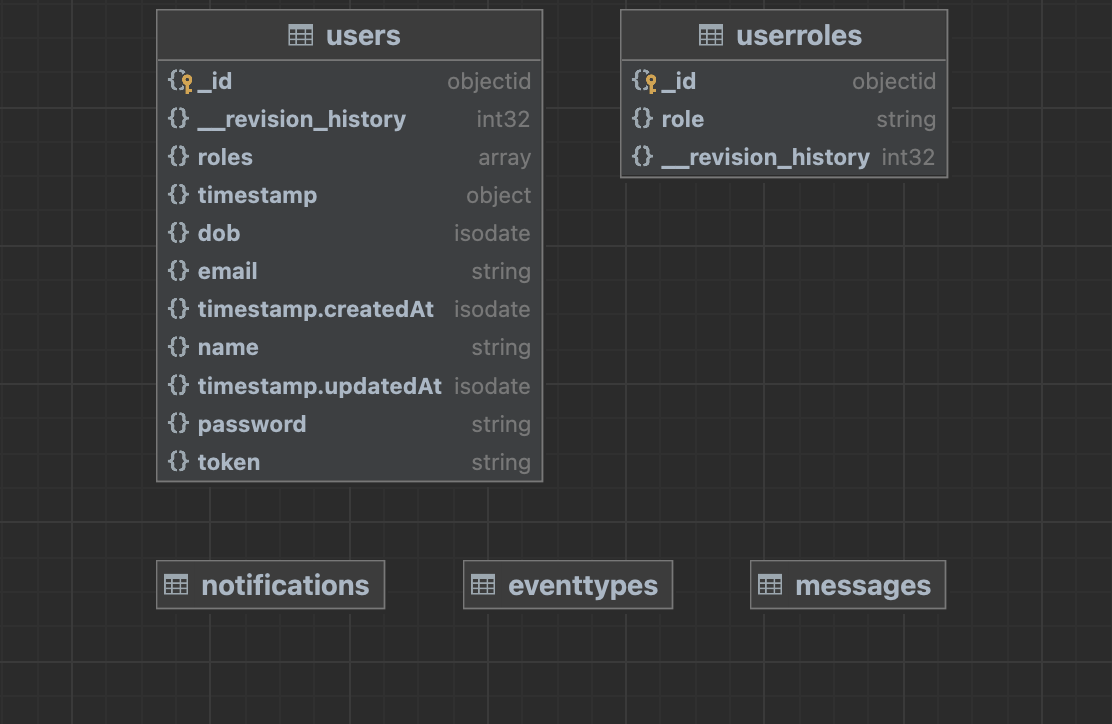 users
_id objectid
__revision_history int32
roles array
timestamp object
dob isodate
email string
timestamp.createdAt isodate
name string
timestamp.updatedAt isodate
password string
token string
userroles
_id objectid
role string
__revision_history int32
notifications
eventtypes
messages